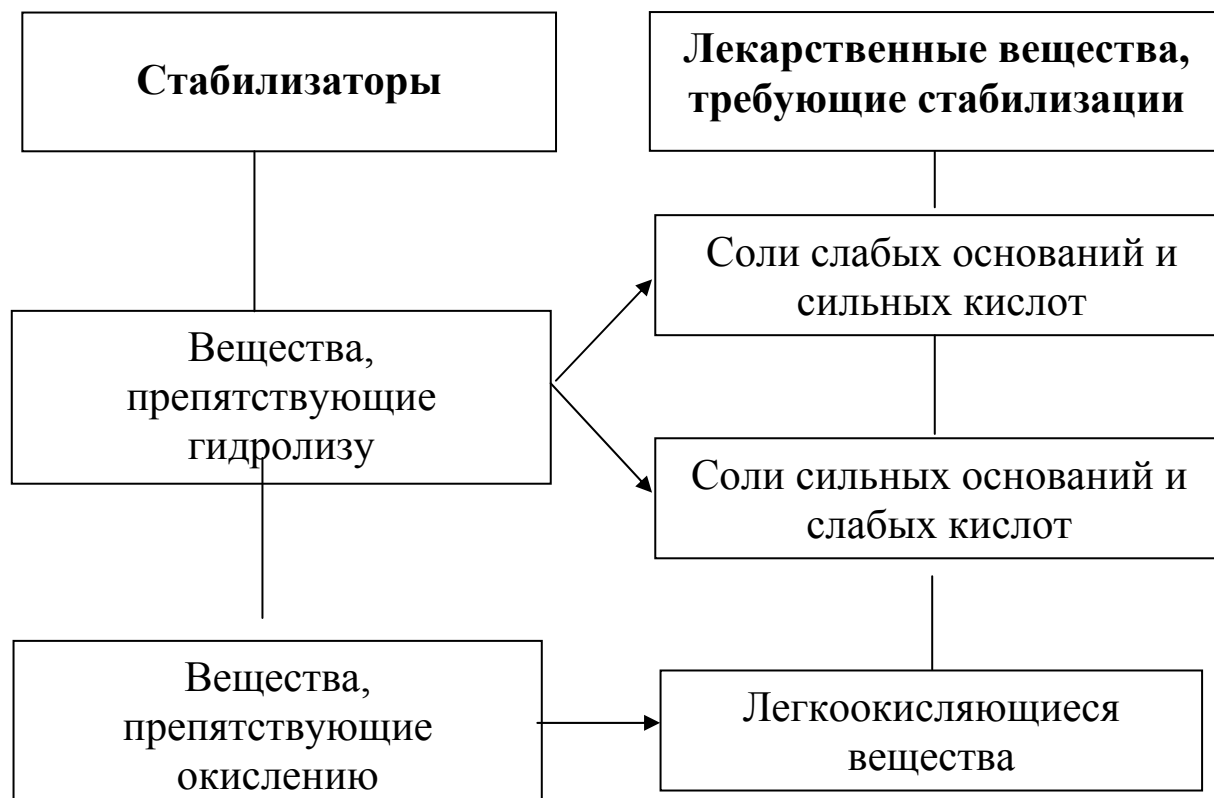 Стабилизаторы
Лекарственные вещества,
требующие стабилизации
Соли слабых оснований и
сильных кислот
Вещества,
препятствующие
гидролизу
Соли сильных оснований и
слабых кислот
Вещества,
препятствующие
окислению
Легкоокисляющиеся
вещества